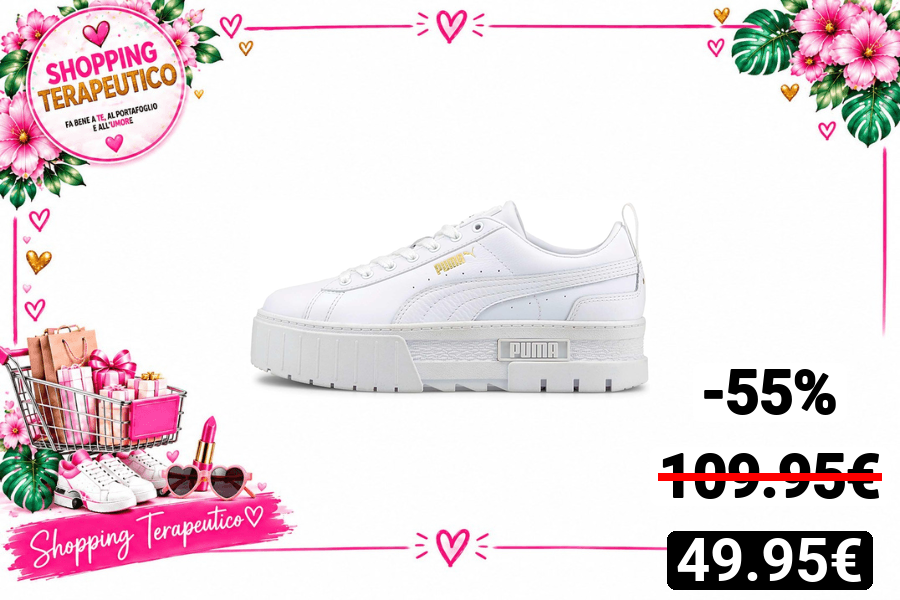 SHOPPING
TERAPEUTICO
FA BENE A TE, AL PORTAFOGLIO
E ALL'UMORE
PUMA
PUMA
-55%
109.95€
49.95€
Shopping Terapeutico